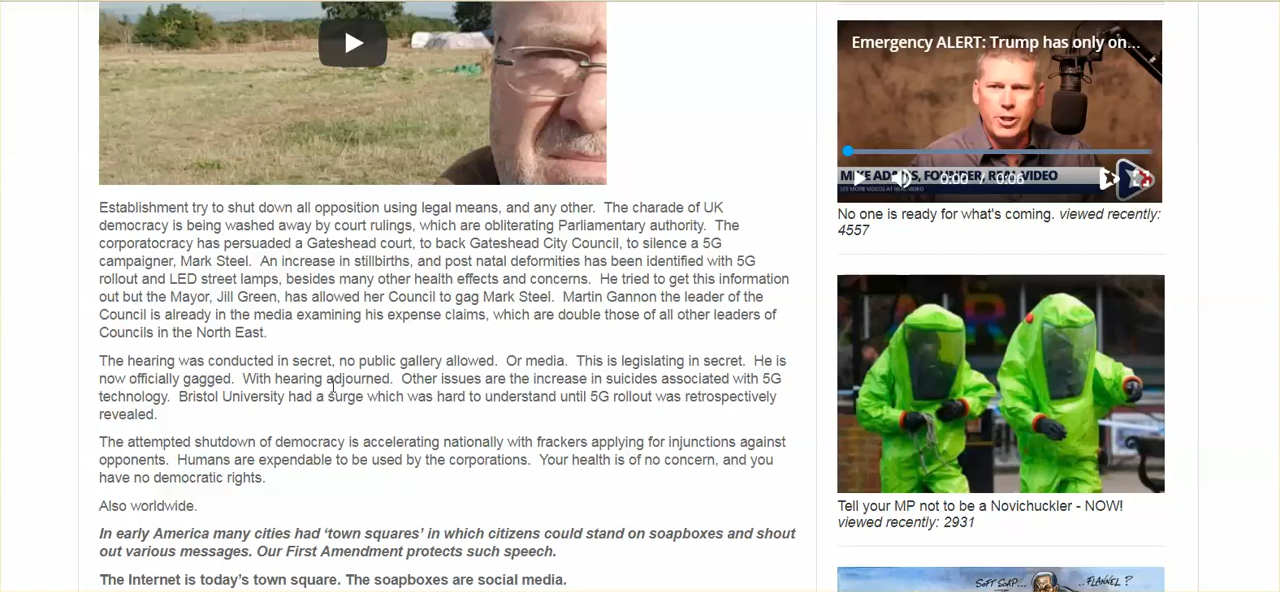 Establishment try to shut down all opposition using legal means, and any other.  The charade of UK
democracy is being washed away by court rulings, which are obliterating Parliamentary authority.  The
corporatocracy has persuaded a Gateshead court, to back Gateshead City Council, to silence a 5G
campaigner, Mark Steel.  An increase in stillbirths, and post natal deformities has been identified with 5G
rollout and LED street lamps, besides many other health effects and concerns.  He tried to get this information
out but the Mayor, Jill Green, has allowed her Council to gag Mark Steel.  Martin Gannon the leader of the
Council is already in the media examining his expense claims, which are double those of all other leaders of
Councils in the North East.
The hearing was conducted in secret, no public gallery allowed.  Or media.  This is legislating in secret.  He is
now officially gagged.  With hearing adjourned.  Other issues are the increase in suicides associated with 5G
technology.  Bristol University had a surge which was hard to understand until 5G rollout was retrospectively
revealed.
The attempted shutdown of democracy is accelerating nationally with frackers applying for injunctions against
opponents.  Humans are expendable to be used by the corporations.  Your health is of no concern, and you
have no democratic rights.
Also worldwide.
In early America many cities had ‘town squares’ in which citizens could stand on soapboxes and shout
out various messages. Our First Amendment protects such speech.
The Internet is today’s town square. The soapboxes are social media.
Emergency ALERT: Trump has only on...
MIKE ADAMS, FOUNDER, REAL VIDEO
SEE MORE VIDEOS AT REAL.VIDEO
0:00 / 0:06
No one is ready for what's coming. viewed recently:
4557
Tell your MP not to be a Novichuckler - NOW!
viewed recently: 2931
SOFT SOAP...
..FLANNEL?